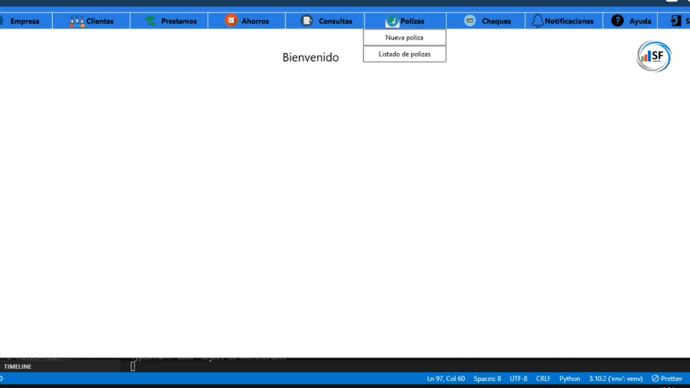 Empresa Clientes Prestamos Ahorros Consultas Polizas Cheques Notificaciones Ayuda S
Nueva poliza
Listado de polizas
Bienvenido
SF
TIMELINE
Ln 97, Col 60 Spaces: 8 UTF-8 CRLF Python 3.10.2 ('env': venv) Prettier